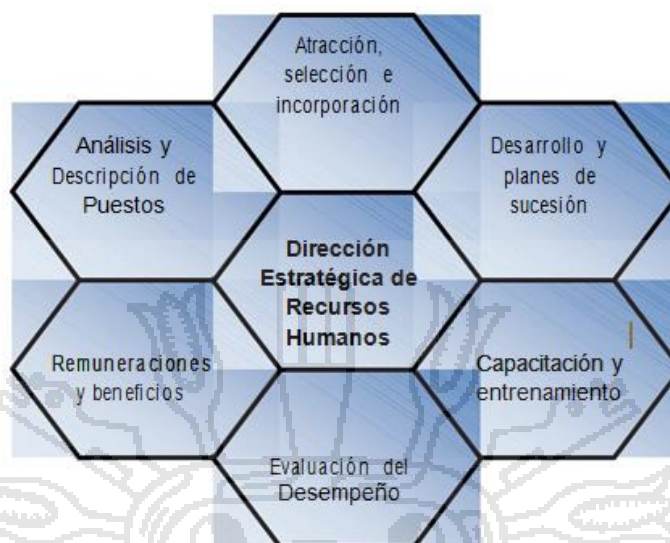 Atracción,
selección e
incorporación
Análisis y
Descripción de
Puestos
Desarrollo y
planes de
sucesión
Dirección
Estratégica de
Recursos
Humanos
Remuneraciones
y beneficios
Capacitación y
entrenamiento
Evaluación del
Desempeño